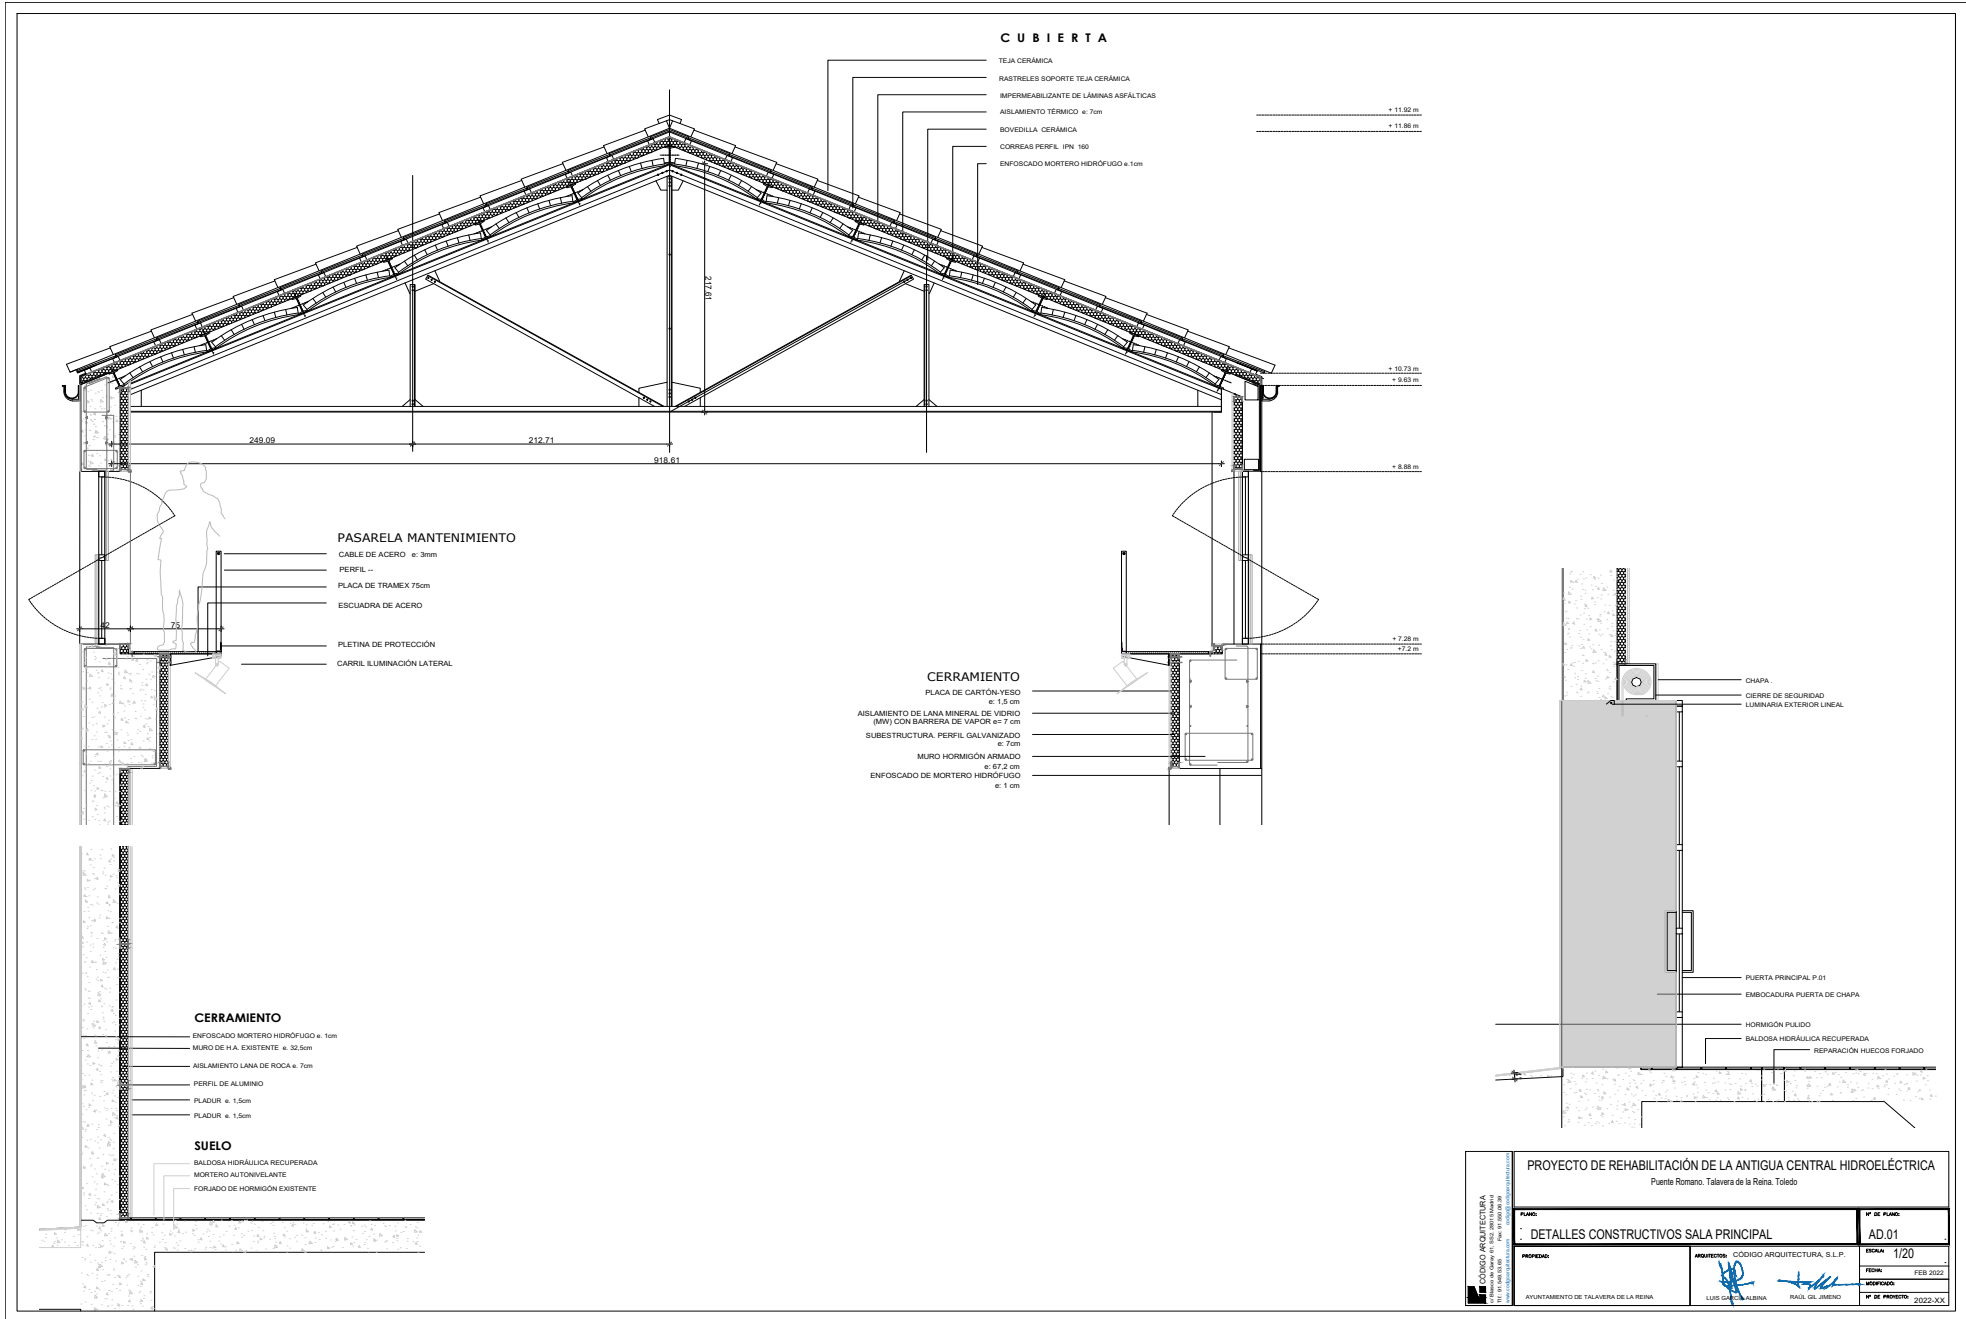 C U B I E R T A
TEJA CERÁMICA
RASTRELES SOPORTE TEJA CERÁMICA
IMPERMEABILIZANTE DE LÁMINAS ASFÁLTICAS
AISLAMIENTO TÉRMICO e: 7cm
BOVEDILLA CERÁMICA
CORREAS PERFIL IPN 160
ENFOSCADO MORTERO HIDRÓFUGO e.1cm
+ 11.92 m
+ 11.86 m
217.61
+ 10.73 m
+ 9.63 m
249.09
212.71
918.61
+ 8.88 m
PASARELA MANTENIMIENTO
CABLE DE ACERO e: 3mm
PERFIL --
PLACA DE TRAMEX 75cm
ESCUADRA DE ACERO
42
75
PLETINA DE PROTECCIÓN
CARRIL ILUMINACIÓN LATERAL
+ 7.28 m
+7.2 m
CERRAMIENTO
PLACA DE CARTÓN-YESO
e: 1,5 cm
AISLAMIENTO DE LANA MINERAL DE VIDRIO
(MW) CON BARRERA DE VAPOR e= 7 cm
SUBESTRUCTURA. PERFIL GALVANIZADO
e: 7cm
MURO HORMIGÓN ARMADO
e: 67,2 cm
ENFOSCADO DE MORTERO HIDRÓFUGO
e: 1 cm
CHAPA .
CIERRE DE SEGURIDAD
LUMINARIA EXTERIOR LINEAL
PUERTA PRINCIPAL P.01
EMBOCADURA PUERTA DE CHAPA
HORMIGÓN PULIDO
BALDOSA HIDRÁULICA RECUPERADA
REPARACIÓN HUECOS FORJADO
CERRAMIENTO
ENFOSCADO MORTERO HIDRÓFUGO e. 1cm
MURO DE H.A. EXISTENTE e. 32,5cm
AISLAMIENTO LANA DE ROCA e. 7cm
PERFIL DE ALUMINIO
PLADUR e. 1,5cm
PLADUR e. 1,5cm
SUELO
BALDOSA HIDRÁULICA RECUPERADA
MORTERO AUTONIVELANTE
FORJADO DE HORMIGÓN EXISTENTE
CÓDIGO ARQUITECTURA
PROYECTO DE REHABILITACIÓN DE LA ANTIGUA CENTRAL HIDROELÉCTRICA
Puente Romano. Talavera de la Reina. Toledo
PLANO:
DETALLES CONSTRUCTIVOS SALA PRINCIPAL
Nº DE PLANO:
AD.01
PROPIEDAD:
AYUNTAMIENTO DE TALAVERA DE LA REINA
ARQUITECTOS: CÓDIGO ARQUITECTURA, S.L.P.
LUIS GARCÍA ALBINA
RAÚL GIL JIMENO
ESCALA: 1/20
FECHA: FEB 2022
MODIFICADO:
Nº DE PROYECTO: 2022-XX